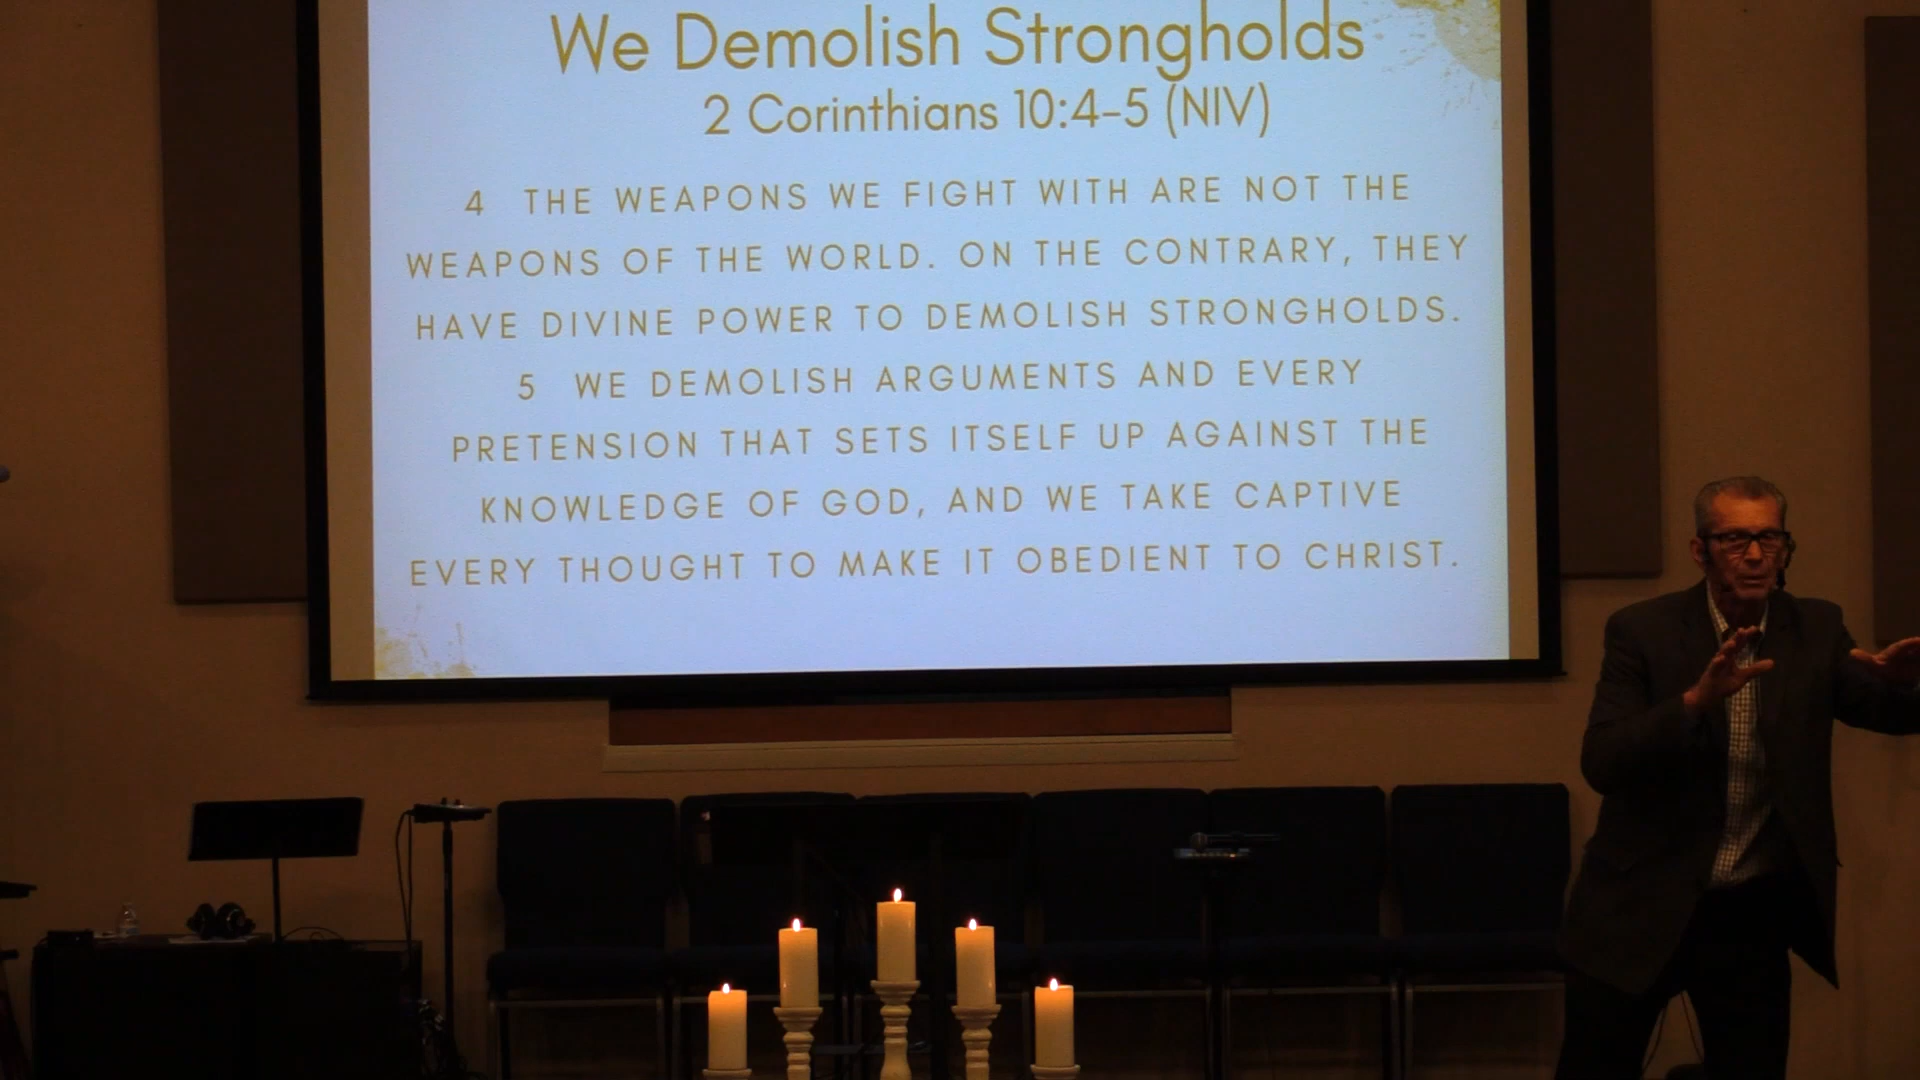 We Demolish Strongholds
2 Corinthians 10:4-5 (NIV)
4 THE WEAPONS WE FIGHT WITH ARE NOT THE
WEAPONS OF THE WORLD. ON THE CONTRARY, THEY
HAVE DIVINE POWER TO DEMOLISH STRONGHOLDS.
5 WE DEMOLISH ARGUMENTS AND EVERY
PRETENSION THAT SETS ITSELF UP AGAINST THE
KNOWLEDGE OF GOD, AND WE TAKE CAPTIVE
EVERY THOUGHT TO MAKE IT OBEDIENT TO CHRIST.